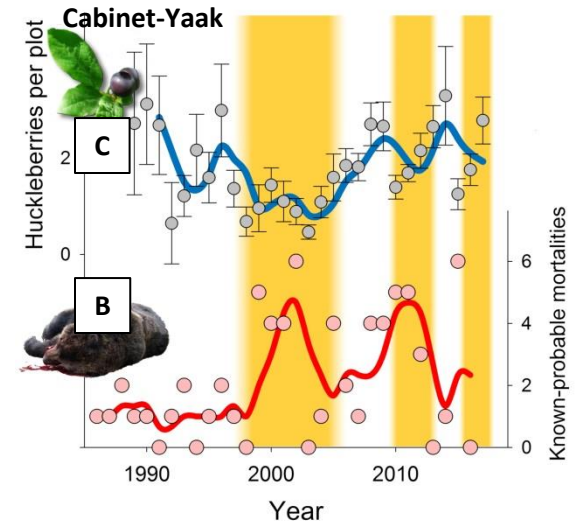 Cabinet-Yaak
Huckleberries per plot
C
2
0
B
6
4
2
0
Known-probable mortalities
1990
2000
2010
Year